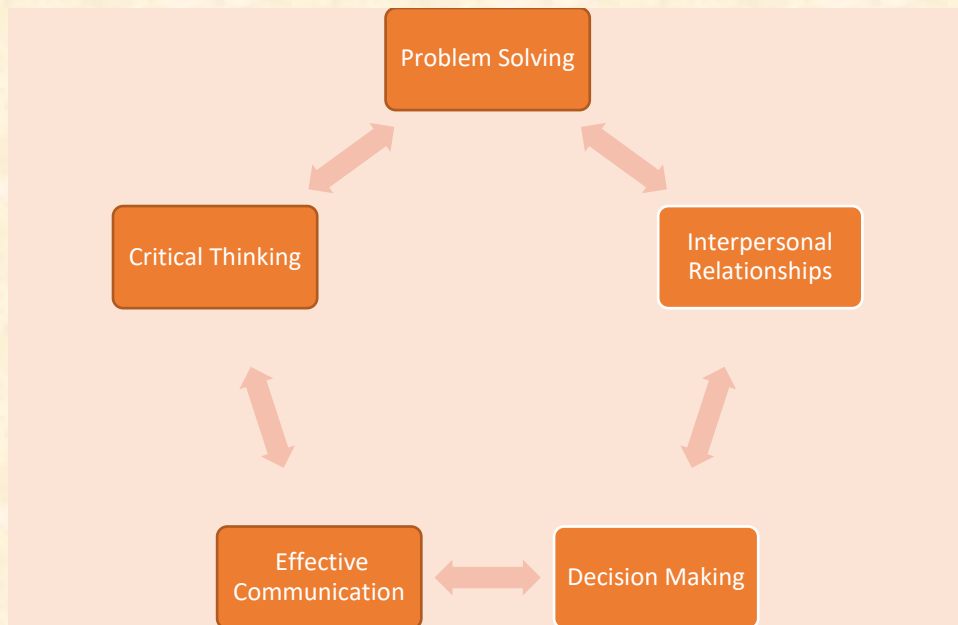 Problem Solving
Critical Thinking
Interpersonal
Relationships
Effective
Communication
Decision Making